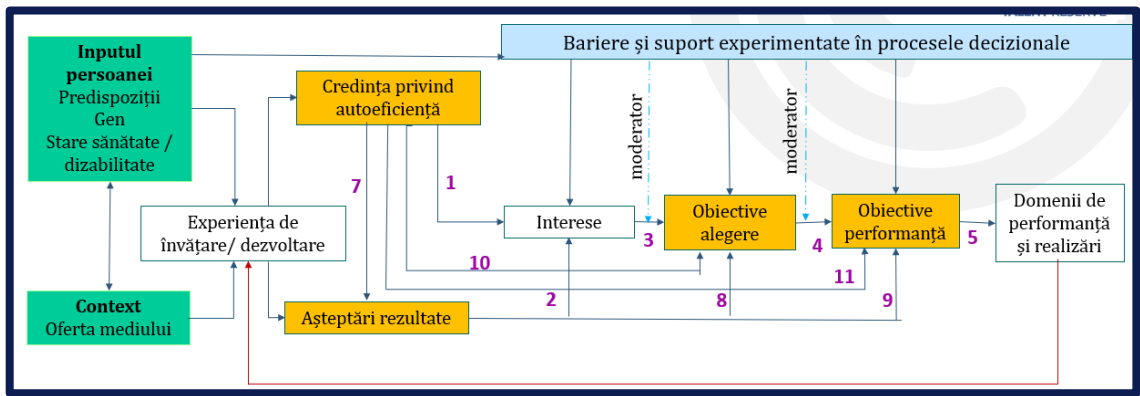 Bariere și suport experimentate în procesele decizionale
Inputul
persoanei
Predispoziții
Gen
Stare sănătate /
dizabilitate
Credința privind
autoeficiență
moderator
moderator
7
1
Experiența de
învățare/ dezvoltare
Interese
3
Obiective
alegere
4
Obiective
performanță
5
Domenii de
performanță
și realizări
10
11
2
8
9
Context
Oferta mediului
Așteptări rezultate